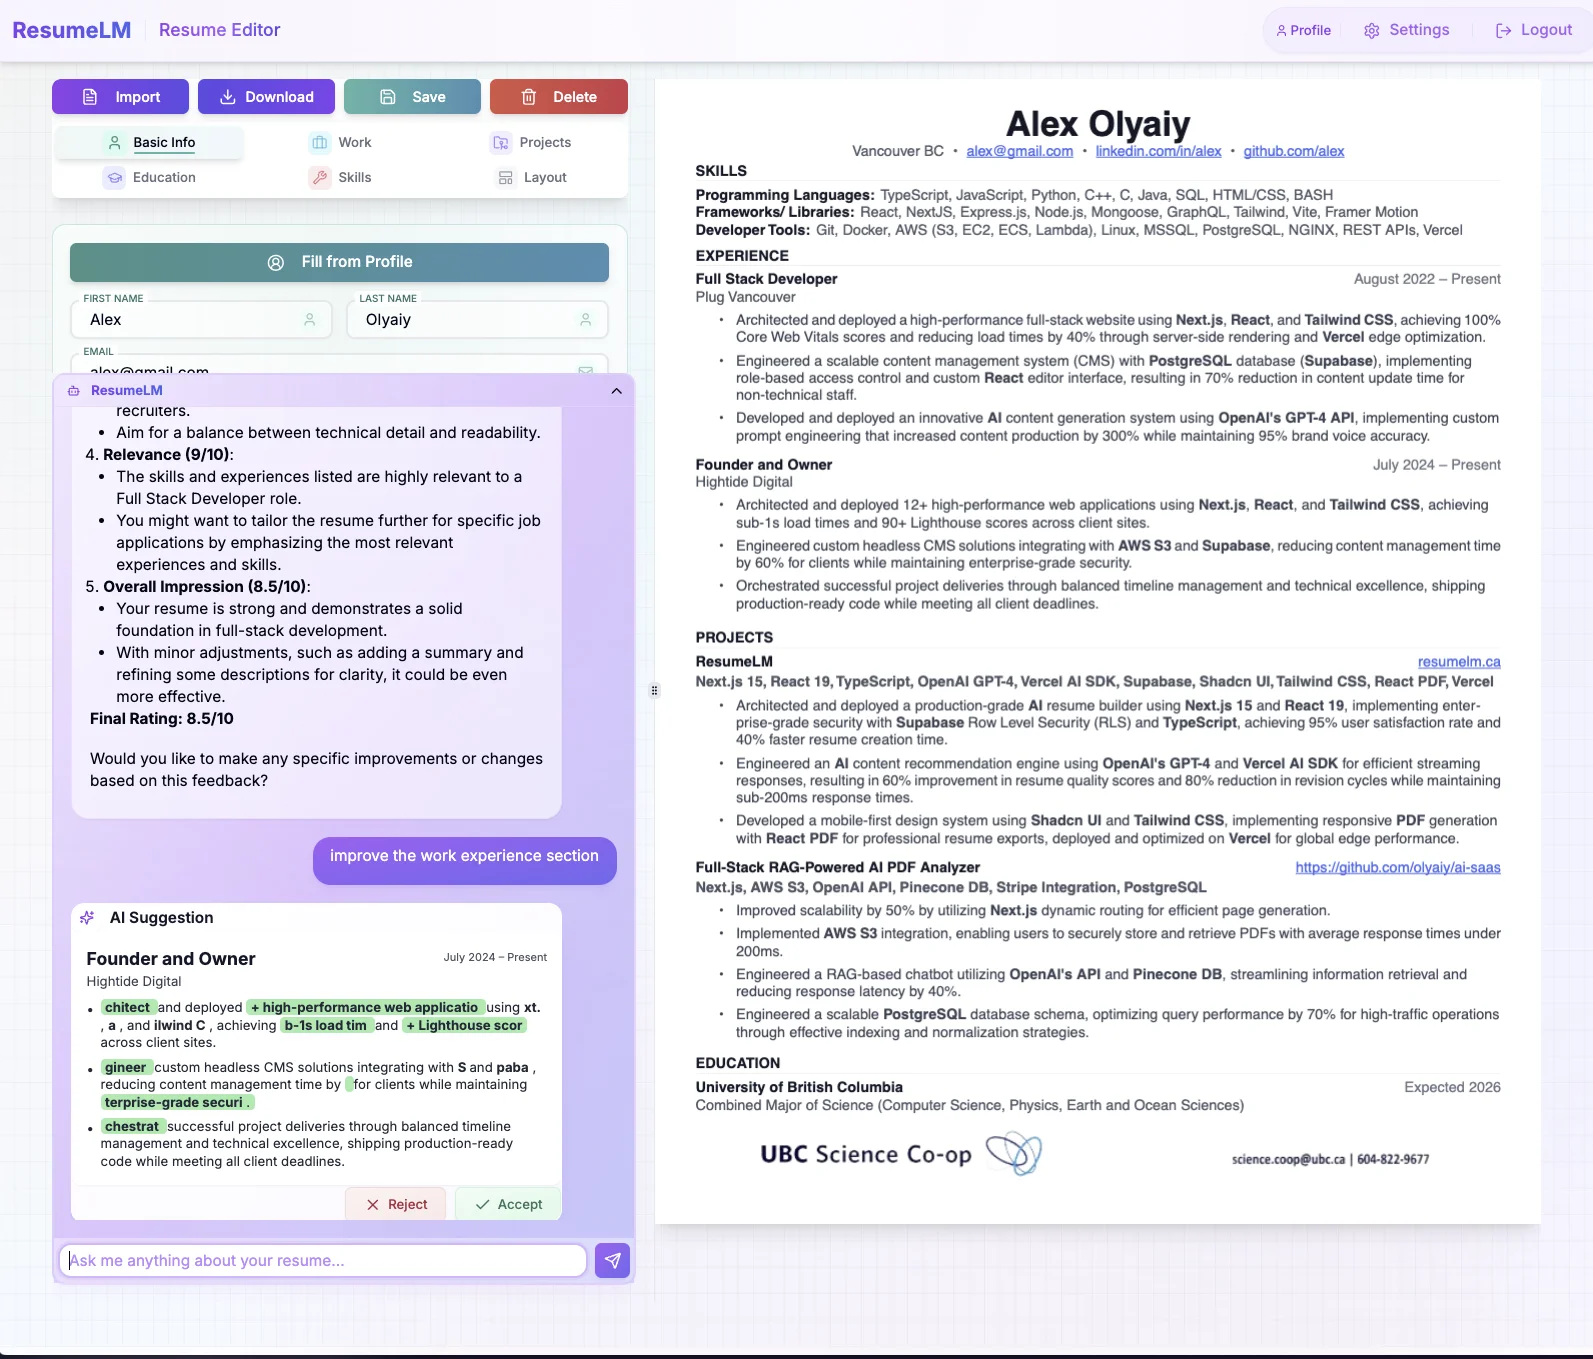 ResumeLM
Resume Editor
Profile
Settings
Logout
Import
Download
Save
Delete
Basic Info
Work
Projects
Education
Skills
Layout
Fill from Profile
FIRST NAME
Alex
LAST NAME
Olyaiy
EMAIL
alex@gmail.com
ResumeLM
recruiters.
• Aim for a balance between technical detail and readability.
4. Relevance (9/10):
• The skills and experiences listed are highly relevant to a
Full Stack Developer role.
• You might want to tailor the resume further for specific job
applications by emphasizing the most relevant
experiences and skills.
5. Overall Impression (8.5/10):
• Your resume is strong and demonstrates a solid
foundation in full-stack development.
• With minor adjustments, such as adding a summary and
refining some descriptions for clarity, it could be even
more effective.
Final Rating: 8.5/10
Would you like to make any specific improvements or changes
based on this feedback?
improve the work experience section
AI Suggestion
Founder and Owner
July 2024 – Present
Hightide Digital
• chitect and deployed + high-performance web applicatio using xt.
, a , and ilwind C , achieving b-1s load tim and + Lighthouse scor
across client sites.
• gineer custom headless CMS solutions integrating with S and paba ,
reducing content management time by for clients while maintaining
terprise-grade securi .
• chestrat successful project deliveries through balanced timeline
management and technical excellence, shipping production-ready
code while meeting all client deadlines.
Reject
Accept
Ask me anything about your resume...
Alex Olyaiy
Vancouver BC • alex@gmail.com • linkedin.com/in/alex • github.com/alex
SKILLS
Programming Languages: TypeScript, JavaScript, Python, C++, C, Java, SQL, HTML/CSS, BASH
Frameworks/ Libraries: React, NextJS, Express.js, Node.js, Mongoose, GraphQL, Tailwind, Vite, Framer Motion
Developer Tools: Git, Docker, AWS (S3, EC2, ECS, Lambda), Linux, MSSQL, PostgreSQL, NGINX, REST APIs, Vercel
EXPERIENCE
Full Stack Developer
August 2022 – Present
Plug Vancouver
• Architected and deployed a high-performance full-stack website using Next.js, React, and Tailwind CSS, achieving 100%
Core Web Vitals scores and reducing load times by 40% through server-side rendering and Vercel edge optimization.
• Engineered a scalable content management system (CMS) with PostgreSQL database (Supabase), implementing
role-based access control and custom React editor interface, resulting in 70% reduction in content update time for
non-technical staff.
• Developed and deployed an innovative AI content generation system using OpenAI's GPT-4 API, implementing custom
prompt engineering that increased content production by 300% while maintaining 95% brand voice accuracy.
Founder and Owner
July 2024 – Present
Hightide Digital
• Architected and deployed 12+ high-performance web applications using Next.js, React, and Tailwind CSS, achieving
sub-1s load times and 90+ Lighthouse scores across client sites.
• Engineered custom headless CMS solutions integrating with AWS S3 and Supabase, reducing content management time
by 60% for clients while maintaining enterprise-grade security.
• Orchestrated successful project deliveries through balanced timeline management and technical excellence, shipping
production-ready code while meeting all client deadlines.
PROJECTS
ResumeLM
resumelm.ca
Next.js 15, React 19, TypeScript, OpenAI GPT-4, Vercel AI SDK, Supabase, Shadcn UI, Tailwind CSS, React PDF, Vercel
• Architected and deployed a production-grade AI resume builder using Next.js 15 and React 19, implementing enter-
prise-grade security with Supabase Row Level Security (RLS) and TypeScript, achieving 95% user satisfaction rate and
40% faster resume creation time.
• Engineered an AI content recommendation engine using OpenAI's GPT-4 and Vercel AI SDK for efficient streaming
responses, resulting in 60% improvement in resume quality scores and 80% reduction in revision cycles while maintaining
sub-200ms response times.
• Developed a mobile-first design system using Shadcn UI and Tailwind CSS, implementing responsive PDF generation
with React PDF for professional resume exports, deployed and optimized on Vercel for global edge performance.
Full-Stack RAG-Powered AI PDF Analyzer
https://github.com/olyaiy/ai-saas
Next.js, AWS S3, OpenAI API, Pinecone DB, Stripe Integration, PostgreSQL
• Improved scalability by 50% by utilizing Next.js dynamic routing for efficient page generation.
• Implemented AWS S3 integration, enabling users to securely store and retrieve PDFs with average response times under
200ms.
• Engineered a RAG-based chatbot utilizing OpenAI's API and Pinecone DB, streamlining information retrieval and
reducing response latency by 40%.
• Engineered a scalable PostgreSQL database schema, optimizing query performance by 70% for high-traffic operations
through effective indexing and normalization strategies.
EDUCATION
University of British Columbia
Expected 2026
Combined Major of Science (Computer Science, Physics, Earth and Ocean Sciences)
UBC Science Co-op
science.coop@ubc.ca | 604-822-9677